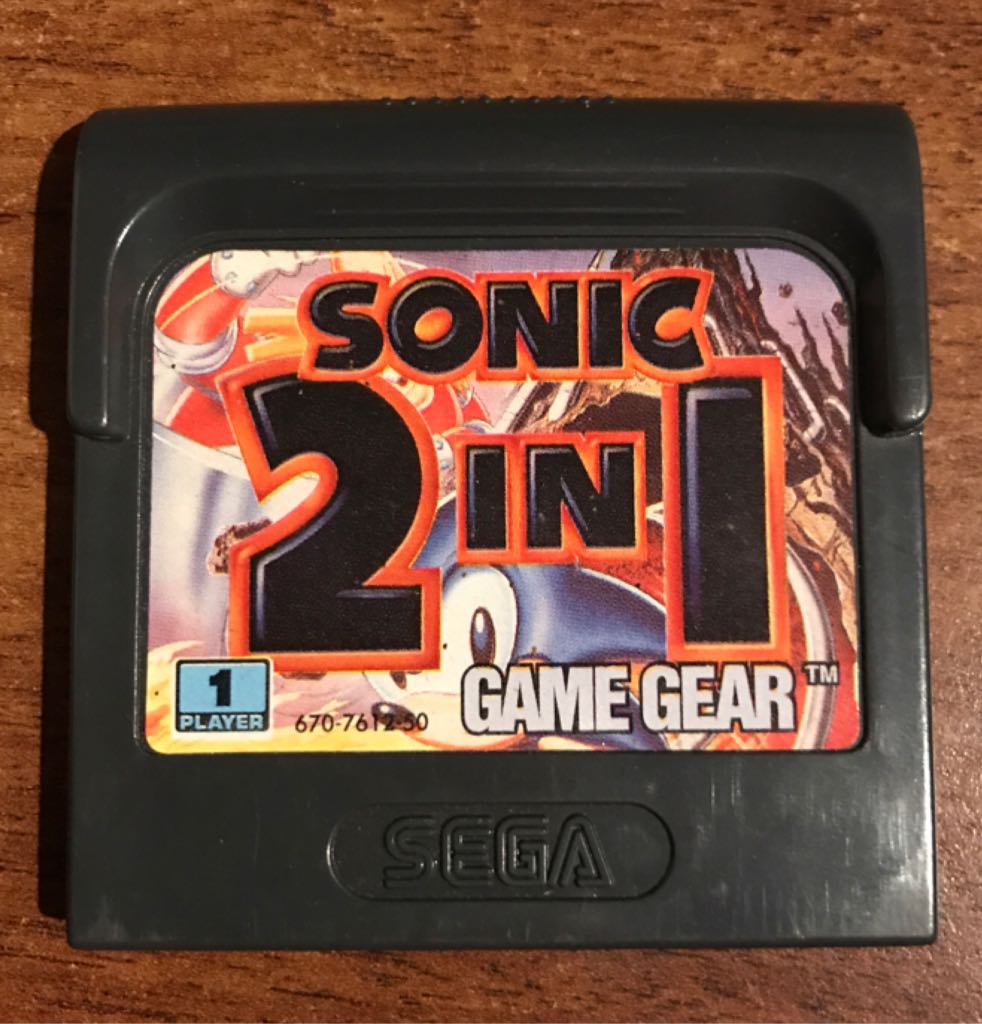 SONIC
2 IN 1
1
PLAYER
670-7612-50
GAME GEAR™
SEGA